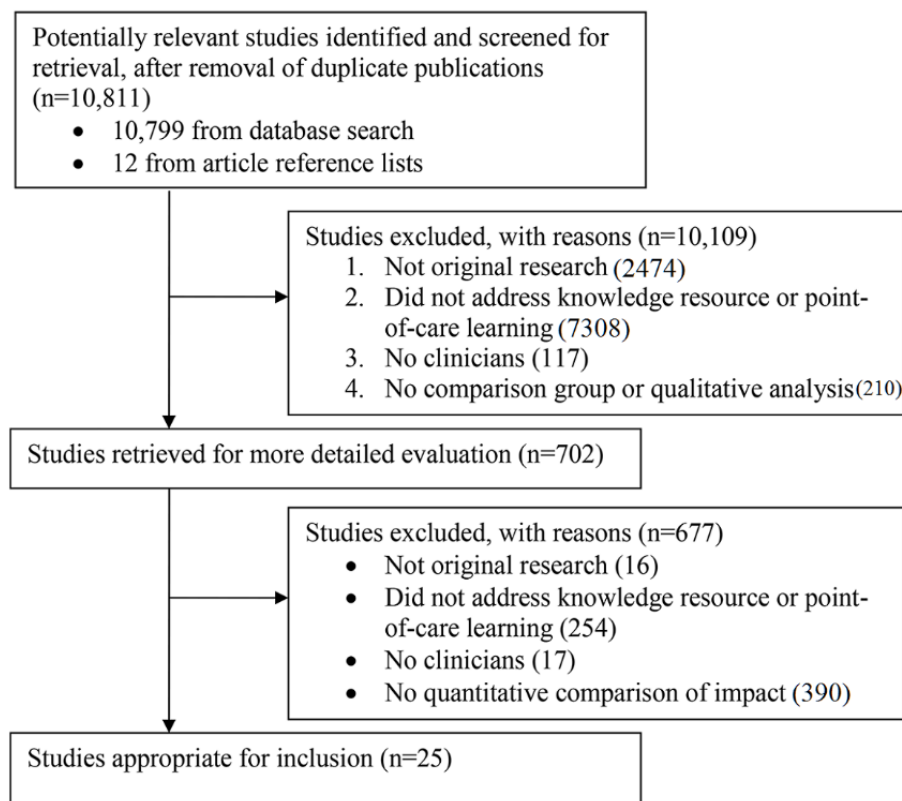 Potentially relevant studies identified and screened for
retrieval, after removal of duplicate publications
(n=10,811)
• 10,799 from database search
• 12 from article reference lists
Studies excluded, with reasons (n=10,109)
1. Not original research (2474)
2. Did not address knowledge resource or point-
of-care learning (7308)
3. No clinicians (117)
4. No comparison group or qualitative analysis(210)
Studies retrieved for more detailed evaluation (n=702)
Studies excluded, with reasons (n=677)
• Not original research (16)
• Did not address knowledge resource or point-
of-care learning (254)
• No clinicians (17)
• No quantitative comparison of impact (390)
Studies appropriate for inclusion (n=25)